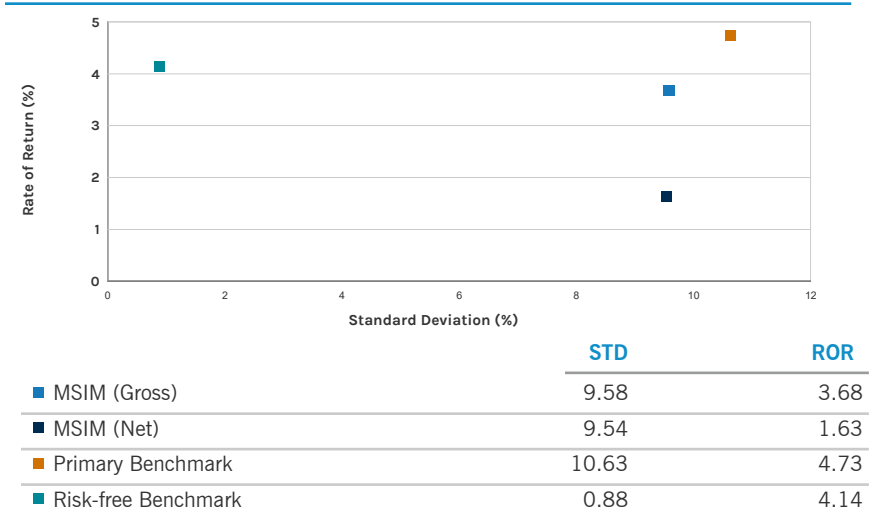 5
4
3
2
1
0
Rate of Return (%)
0 2 4 6 8 10 12
Standard Deviation (%)
STD ROR
MSIM (Gross) 9.58 3.68
MSIM (Net) 9.54 1.63
Primary Benchmark 10.63 4.73
Risk-free Benchmark 0.88 4.14